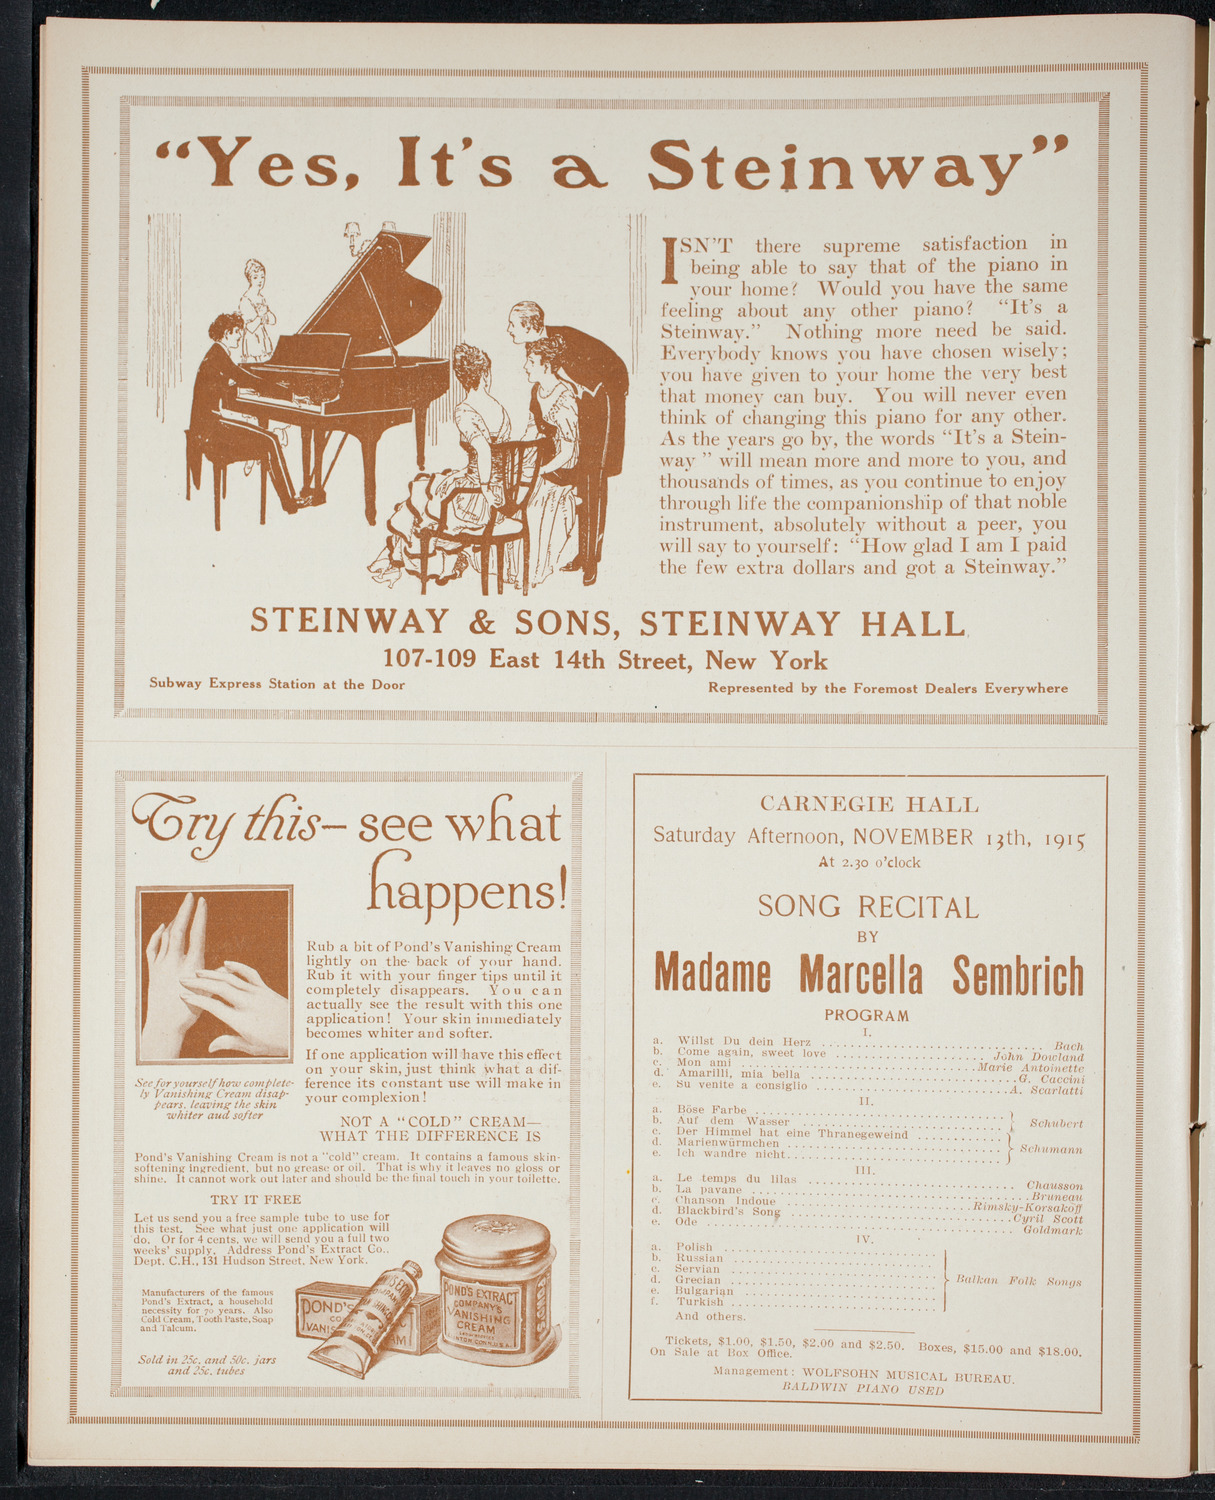 “Yes, It's a Steinway”
ISN'T there supreme satisfaction in
being able to say that of the piano in
your home? Would you have the same
feeling about any other piano? “It's a
Steinway.” Nothing more need be said.
Everybody knows you have chosen wisely;
you have given to your home the very best
that money can buy. You will never even
think of changing this piano for any other.
As the years go by, the words “It's a Stein-
way ” will mean more and more to you, and
thousands of times, as you continue to enjoy
through life the companionship of that noble
instrument, absolutely without a peer, you
will say to yourself: “How glad I am I paid
the few extra dollars and got a Steinway.”
STEINWAY & SONS, STEINWAY HALL
107-109 East 14th Street, New York
Subway Express Station at the Door
Represented by the Foremost Dealers Everywhere
Try this— see what
happens!
Rub a bit of Pond's Vanishing Cream
lightly on the back of your hand.
Rub it with your finger tips until it
completely disappears. You can
actually see the result with this one
application! Your skin immediately
becomes whiter and softer.
If one application will have this effect
on your skin, just think what a dif-
ference its constant use will make in
your complexion!
See for yourself how complete-
ly Vanishing Cream disap-
pears, leaving the skin
whiter and softer
NOT A “COLD” CREAM—
WHAT THE DIFFERENCE IS
Pond's Vanishing Cream is not a "cold" cream. It contains a famous skin-
softening ingredient, but no grease or oil. That is why it leaves no gloss or
shine. It cannot work out later and should be the final touch in your toilette.
TRY IT FREE
Let us send you a free sample tube to use for
this test. See what just one application will
do. Or for 4 cents, we will send you a full two
weeks' supply. Address Pond's Extract Co.,
Dept. C.H., 131 Hudson Street, New York.
Manufacturers of the famous
Pond's Extract, a household
necessity for 70 years. Also
Cold Cream, Tooth Paste, Soap
and Talcum.
Sold in 25c. and 50c. jars
and 25c. tubes
POND'S
VANIS
AM
POND'S EXTRACT
COMPANY'S
VANISHING
CREAM
CARNEGIE HALL
Saturday Afternoon, NOVEMBER 13th, 1915
At 2.30 o'clock
SONG RECITAL
BY
Madame Marcella Sembrich
PROGRAM
I.
a. Willst Du dein Herz Bach
b. Come again, sweet love John Dowland
c. Mon ami Marie Antoinette
d. Amarilli, mia bella G. Caccini
e. Su venite a consiglio A. Scarlatti
II.
a. Böse Farbe
b. Auf dem Wasser Schubert
c. Der Himmel hat eine Thranegeweind
d. Marienwürmchen Schumann
e. Ich wandre nicht
III.
a. Le temps du lilas Chausson
b. La pavane Bruneau
c. Chanson Indoue Rimsky-Korsakoff
d. Blackbird's Song Cyril Scott
e. Ode Goldmark
IV.
a. Polish
b. Russian
c. Servian
d. Grecian Balkan Folk Songs
e. Bulgarian
f. Turkish
And others.
Tickets, $1.00, $1.50, $2.00 and $2.50. Boxes, $15.00 and $18.00.
On Sale at Box Office.
Management: WOLFSOHN MUSICAL BUREAU.
BALDWIN PIANO USED